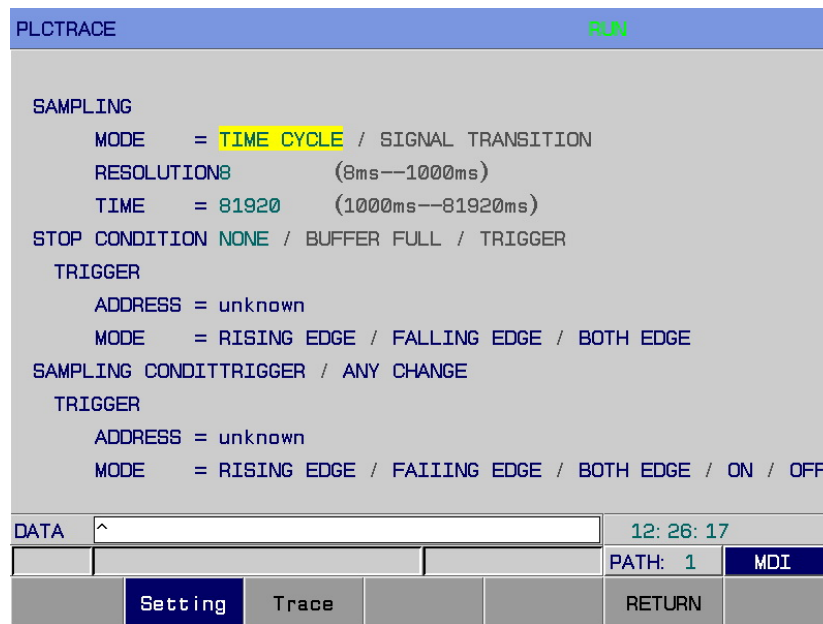 PLCTRACE RUN
SAMPLING
MODE = TIME CYCLE / SIGNAL TRANSITION
RESOLUTION8 (8ms--1000ms)
TIME = 81920 (1000ms--81920ms)
STOP CONDITION NONE / BUFFER FULL / TRIGGER
TRIGGER
ADDRESS = unknown
MODE = RISING EDGE / FALLING EDGE / BOTH EDGE
SAMPLING CONDITTRIGGER / ANY CHANGE
TRIGGER
ADDRESS = unknown
MODE = RISING EDGE / FAIIING EDGE / BOTH EDGE / ON / OFF
DATA ^ 12:26:17
PATH: 1 MDI
Setting Trace RETURN